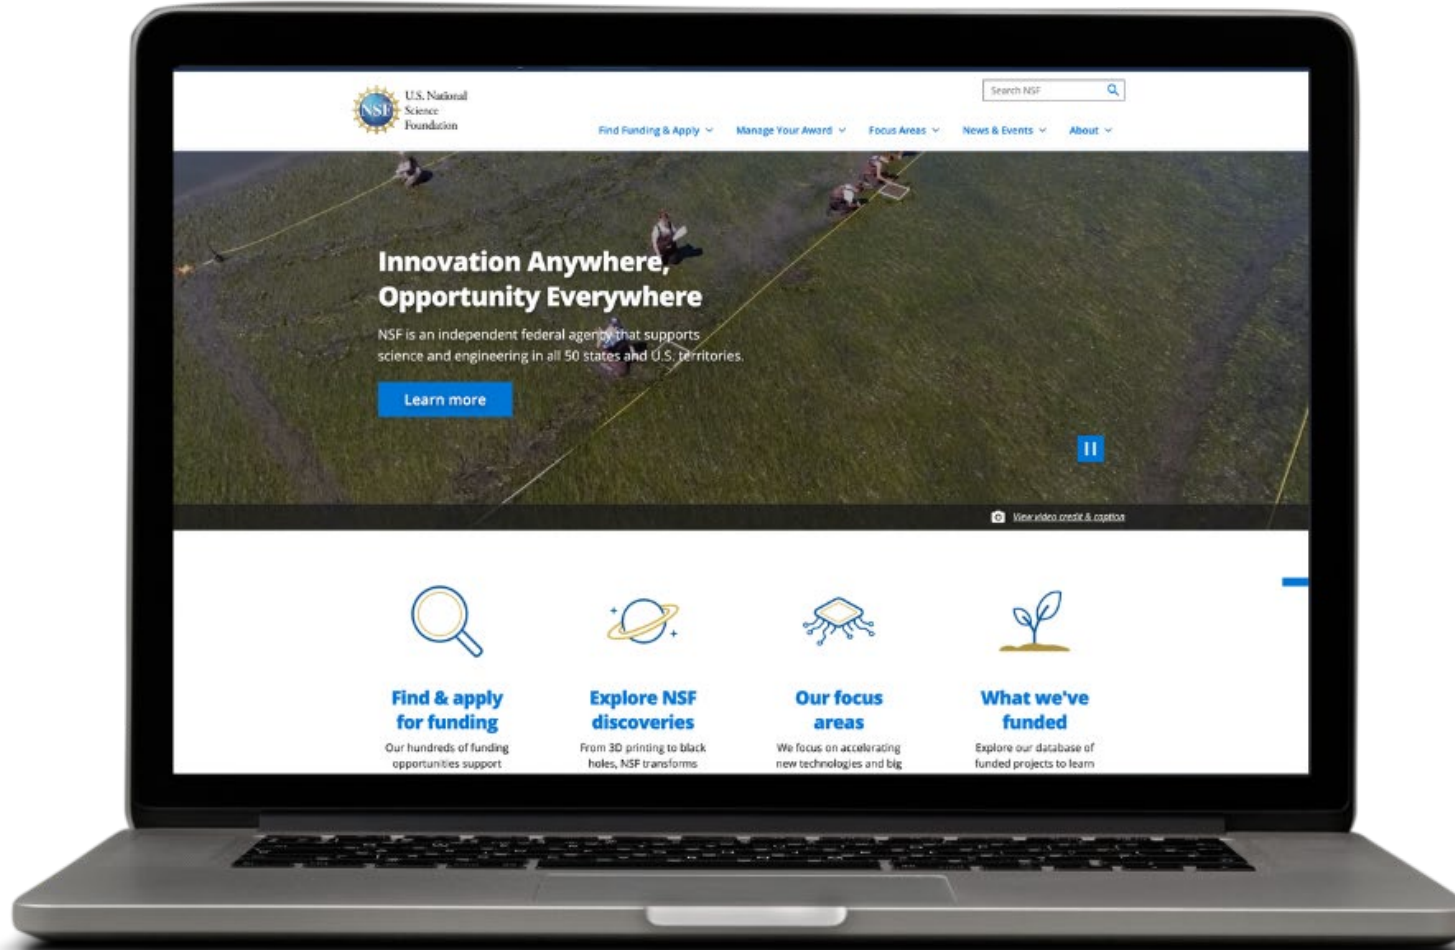 NSF
U.S. National
Science
Foundation
Search NSF
Find Funding & Apply
Manage Your Award
Focus Areas
News & Events
About
Innovation Anywhere,
Opportunity Everywhere
NSF is an independent federal agency that supports
science and engineering in all 50 states and U.S. territories.
Learn more
View video credit & caption
Find & apply
for funding
Our hundreds of funding
opportunities support
Explore NSF
discoveries
From 3D printing to black
holes, NSF transforms
Our focus
areas
We focus on accelerating
new technologies and big
What we've
funded
Explore our database of
funded projects to learn